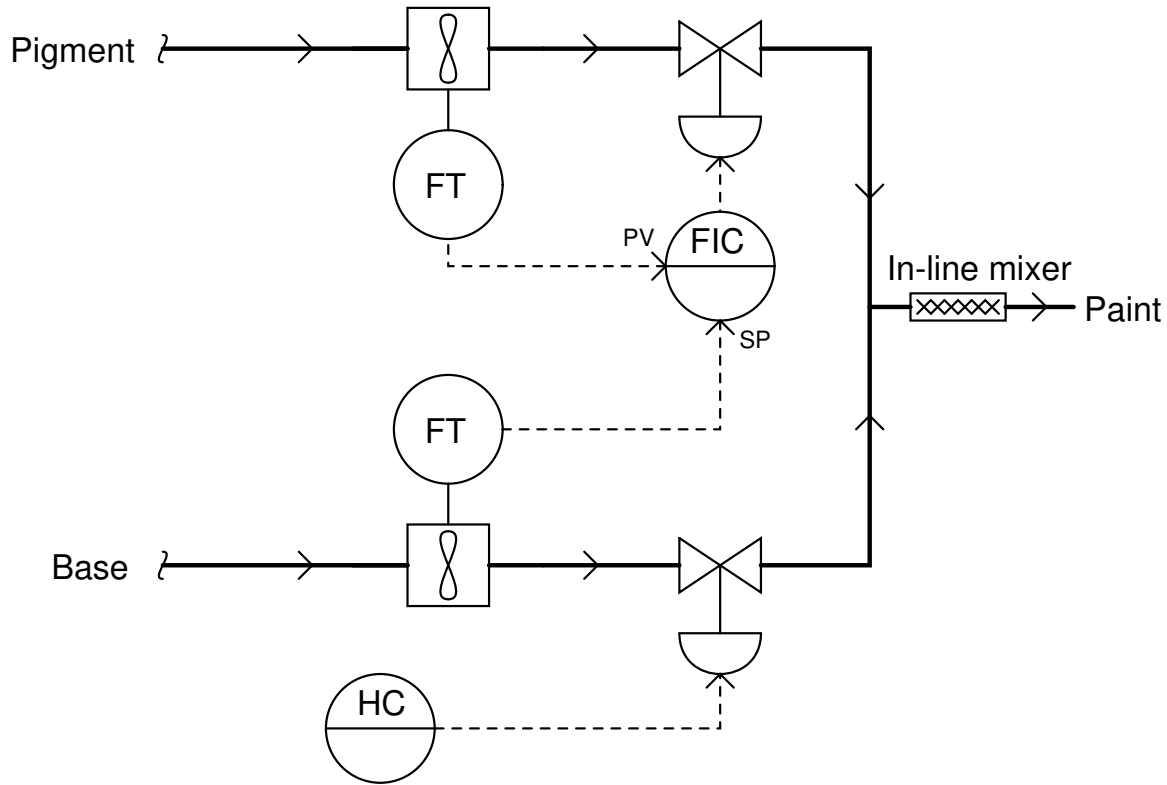 Pigment
FT
PV
FIC
In-line mixer
Paint
SP
FT
Base
HC